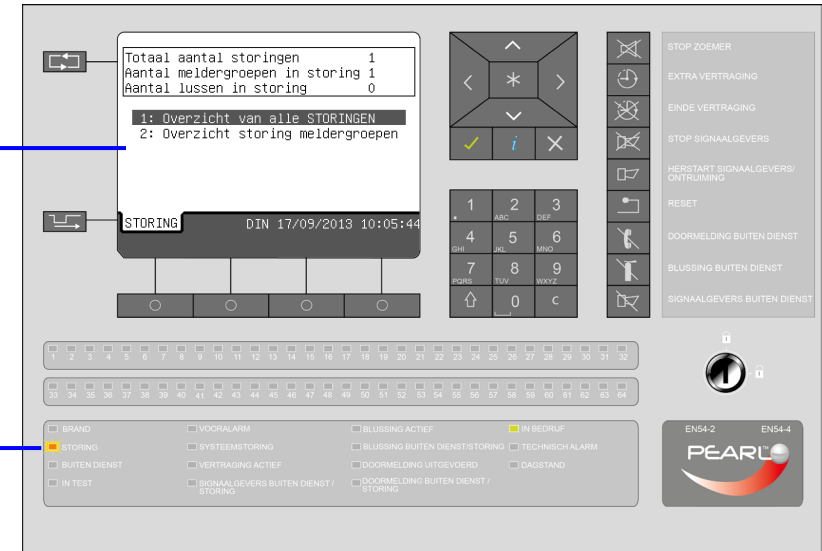 Totaal aantal storingen 1
Aantal meldergroepen in storing 1
Aantal lussen in storing 0
1: Overzicht van alle STORINGEN
2: Overzicht storing meldergroepen
STORING DIN 17/09/2013 10:05:44
i
1 2 3
ABC DEF
4 5 6
GHI JKL MNO
7 8 9
PQRS TUV WXYZ
0 C
STOP ZOEMER
EXTRA VERTRAGING
EINDE VERTRAGING
STOP SIGNAALGEVERS
HERSTART SIGNAALGEVERS/
ONTRUIMING
RESET
DOORMELDING BUITEN DIENST
BLUSSING BUITEN DIENST
SIGNAALGEVERS BUITEN DIENST
1 2 3 4 5 6 7 8 9 10 11 12 13 14 15 16 17 18 19 20 21 22 23 24 25 26 27 28 29 30 31 32
33 34 35 36 37 38 39 40 41 42 43 44 45 46 47 48 49 50 51 52 53 54 55 56 57 58 59 60 61 62 63 64
BRAND VOORALARM BLUSSING ACTIEF IN BEDRIJF
STORING SYSTEEMSTORING BLUSSING BUITEN DIENST/STORING TECHNISCH ALARM
BUITEN DIENST VERTRAGING ACTIEF DOORMELDING UITGEVOERD DAGSTAND
IN TEST SIGNAALGEVERS BUITEN DIENST / DOORMELDING BUITEN DIENST /
STORING STORING
EN54-2 EN54-4
PEARL™